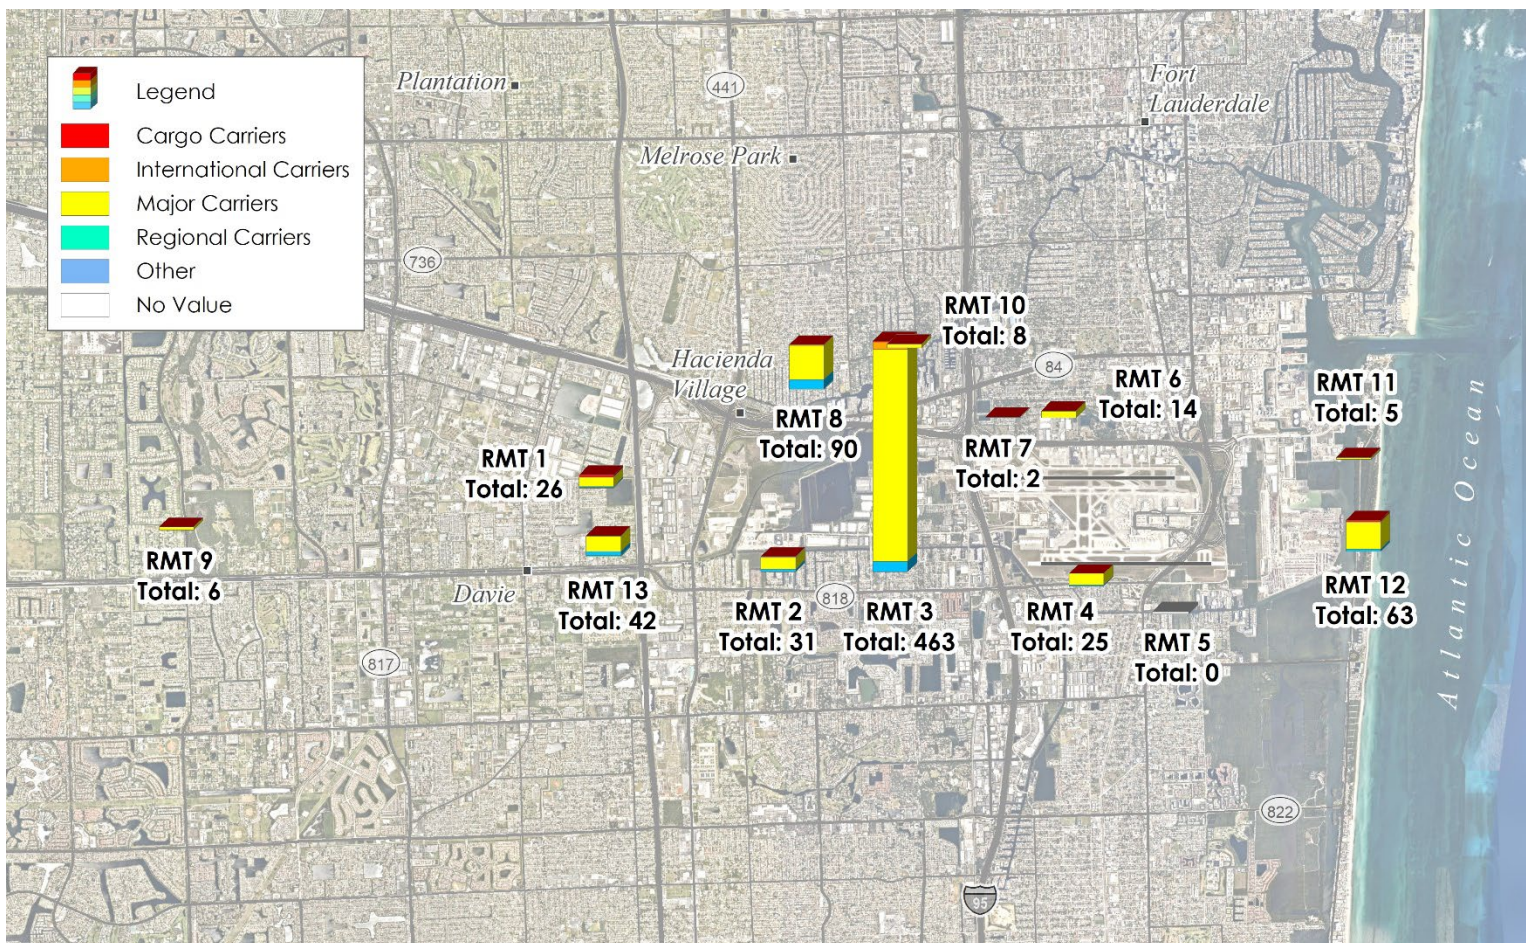 Legend
Cargo Carriers
International Carriers
Major Carriers
Regional Carriers
Other
No Value
Plantation
441
Fort
Lauderdale
Melrose Park
736
RMT 10
Total: 8
Hacienda
Village
84
RMT 8
Total: 90
RMT 6
Total: 14
RMT 11
Total: 5
RMT 7
Total: 2
RMT 1
Total: 26
RMT 9
Total: 6
Davie
RMT 13
Total: 42
RMT 2
Total: 31
818
RMT 3
Total: 463
RMT 4
Total: 25
RMT 5
Total: 0
RMT 12
Total: 63
Atlantic Ocean
817
822
95